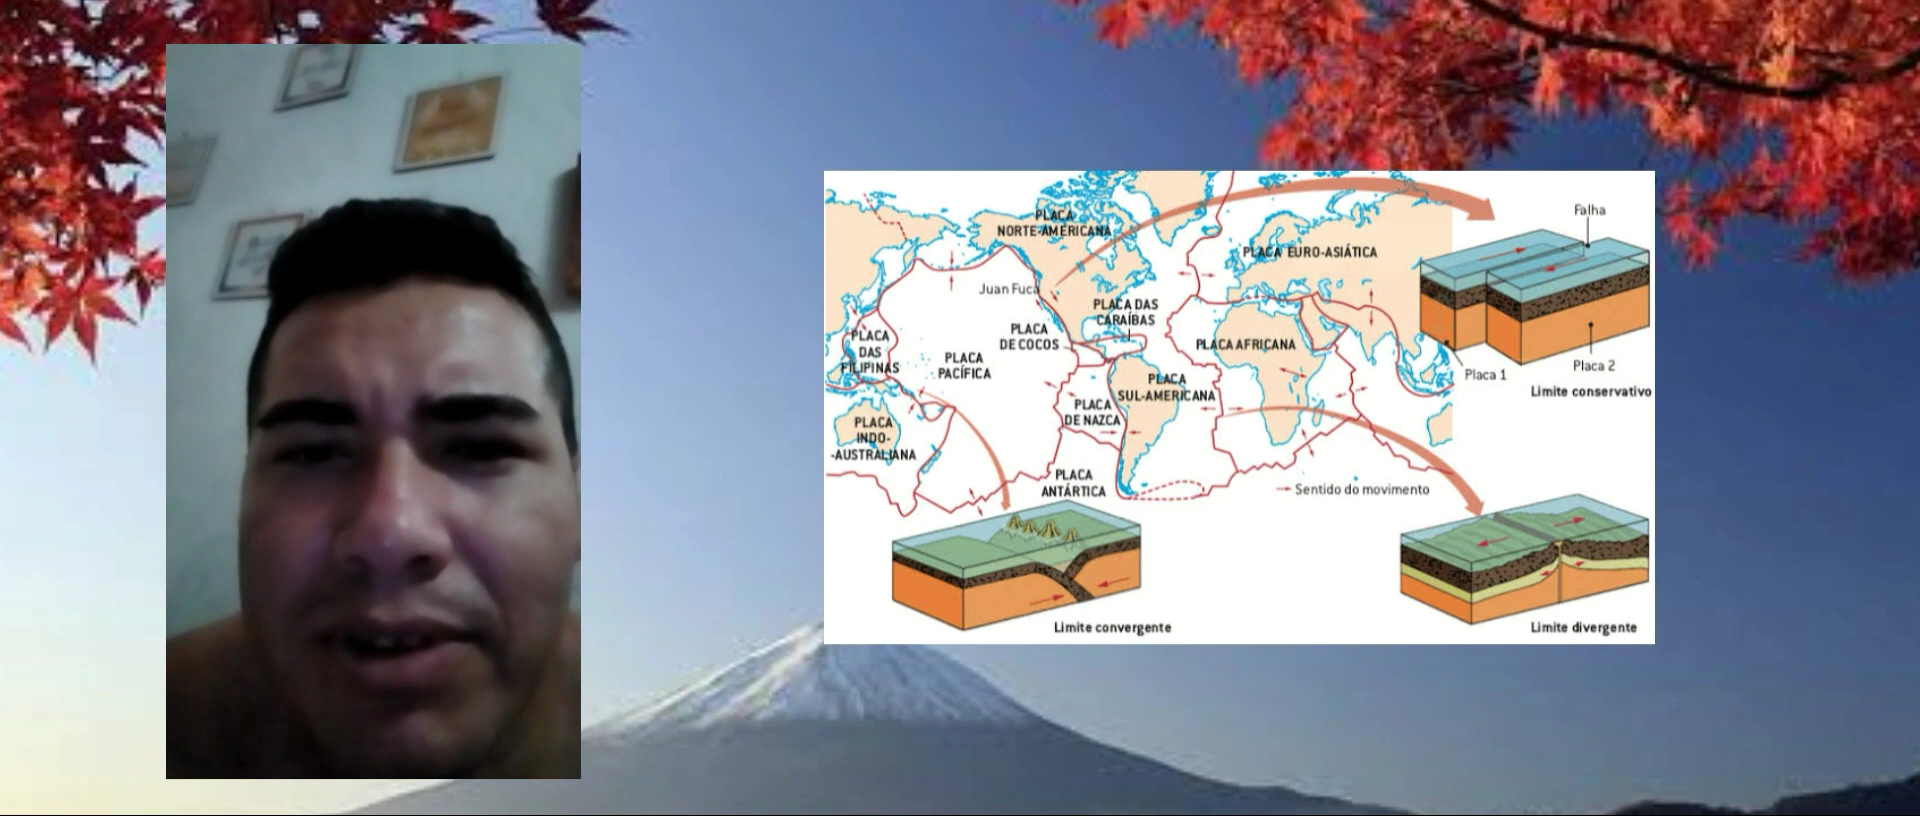 PLACA
NORTE-AMERICANA
PLACA EURO-ASIÁTICA
Falha
Juan Fuca
PLACA DAS
CARAÍBAS
PLACA
DE COCOS
PLACA
DAS
FILIPINAS
PLACA
PACÍFICA
PLACA AFRICANA
PLACA
SUL-AMERICANA
PLACA
DE NAZCA
PLACA
INDO-
-AUSTRALIANA
PLACA
ANTÁRTICA
Placa 1
Placa 2
Limite conservativo
Sentido do movimento
Limite convergente
Limite divergente